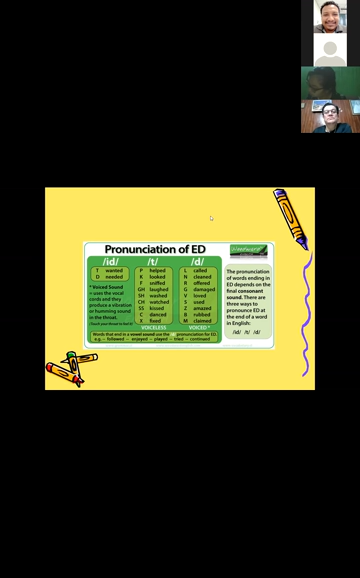 Pronunciation of ED
/id/ /t/ /d/
T wanted
D needed
* Voiced Sound
= uses the vocal
cords and they
produce a vibration
or humming sound
in the throat.
P helped
K looked
F sniffed
GH laughed
SH washed
CH watched
SS kissed
C danced
X fixed
VOICELESS
L called
N cleaned
R offered
G damaged
V loved
S used
Z amazed
B rubbed
M claimed
VOICED *
Words that end in a vowel sound use the pronunciation for ED.
e.g. - followed - enjoyed - played - tried - continued
The pronunciation
of words ending in
ED depends on the
final consonant
sound. There are
three ways to
pronounce ED at
the end of a word
in English:
/id/ /t/ /d/